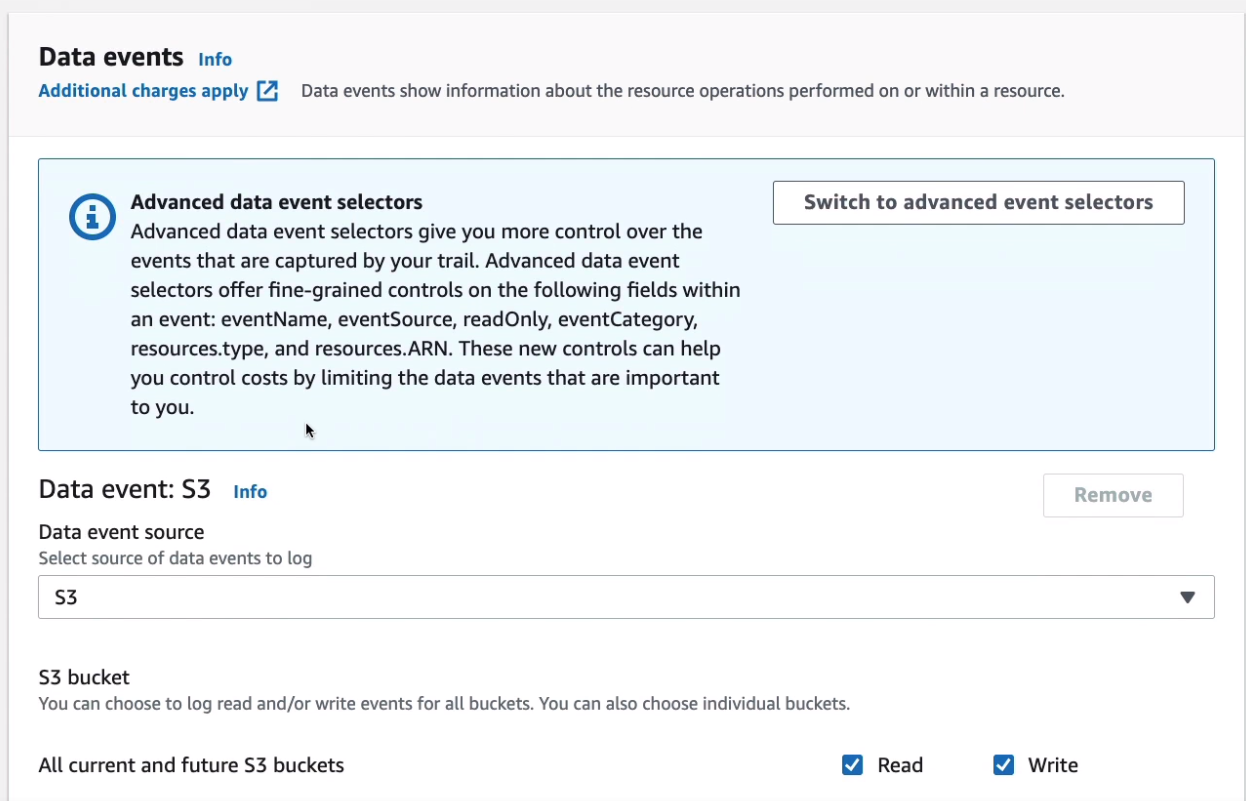 Data events Info
Additional charges apply Data events show information about the resource operations performed on or within a resource.
Advanced data event selectors
Switch to advanced event selectors
Advanced data event selectors give you more control over the
events that are captured by your trail. Advanced data event
selectors offer fine-grained controls on the following fields within
an event: eventName, eventSource, readOnly, eventCategory,
resources.type, and resources.ARN. These new controls can help
you control costs by limiting the data events that are important
to you.
Data event: S3 Info
Remove
Data event source
Select source of data events to log
S3
S3 bucket
You can choose to log read and/or write events for all buckets. You can also choose individual buckets.
All current and future S3 buckets Read Write